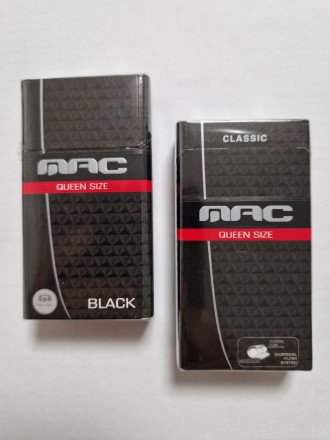 MAC
QUEEN SIZE
BLACK
CLASSIC
MAC
QUEEN SIZE
CHARCOAL
FILTER
SYSTEM